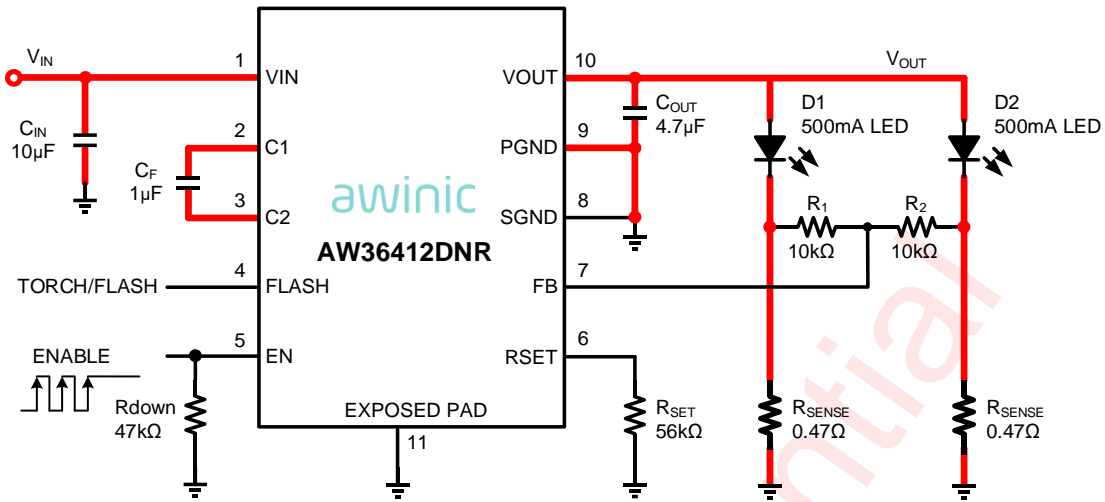 VIN
CIN
10µF
CF
1µF
TORCH/FLASH
ENABLE
Rdown
47kΩ
1
VIN
2
C1
3
C2
4
FLASH
5
EN
awinic
AW36412DNR
EXPOSED PAD
11
10
VOUT
9
PGND
8
SGND
7
FB
6
RSET
COUT
4.7µF
VOUT
D1
500mA LED
D2
500mA LED
R1
10kΩ
R2
10kΩ
RSET
56kΩ
RSENSE
0.47Ω
RSENSE
0.47Ω